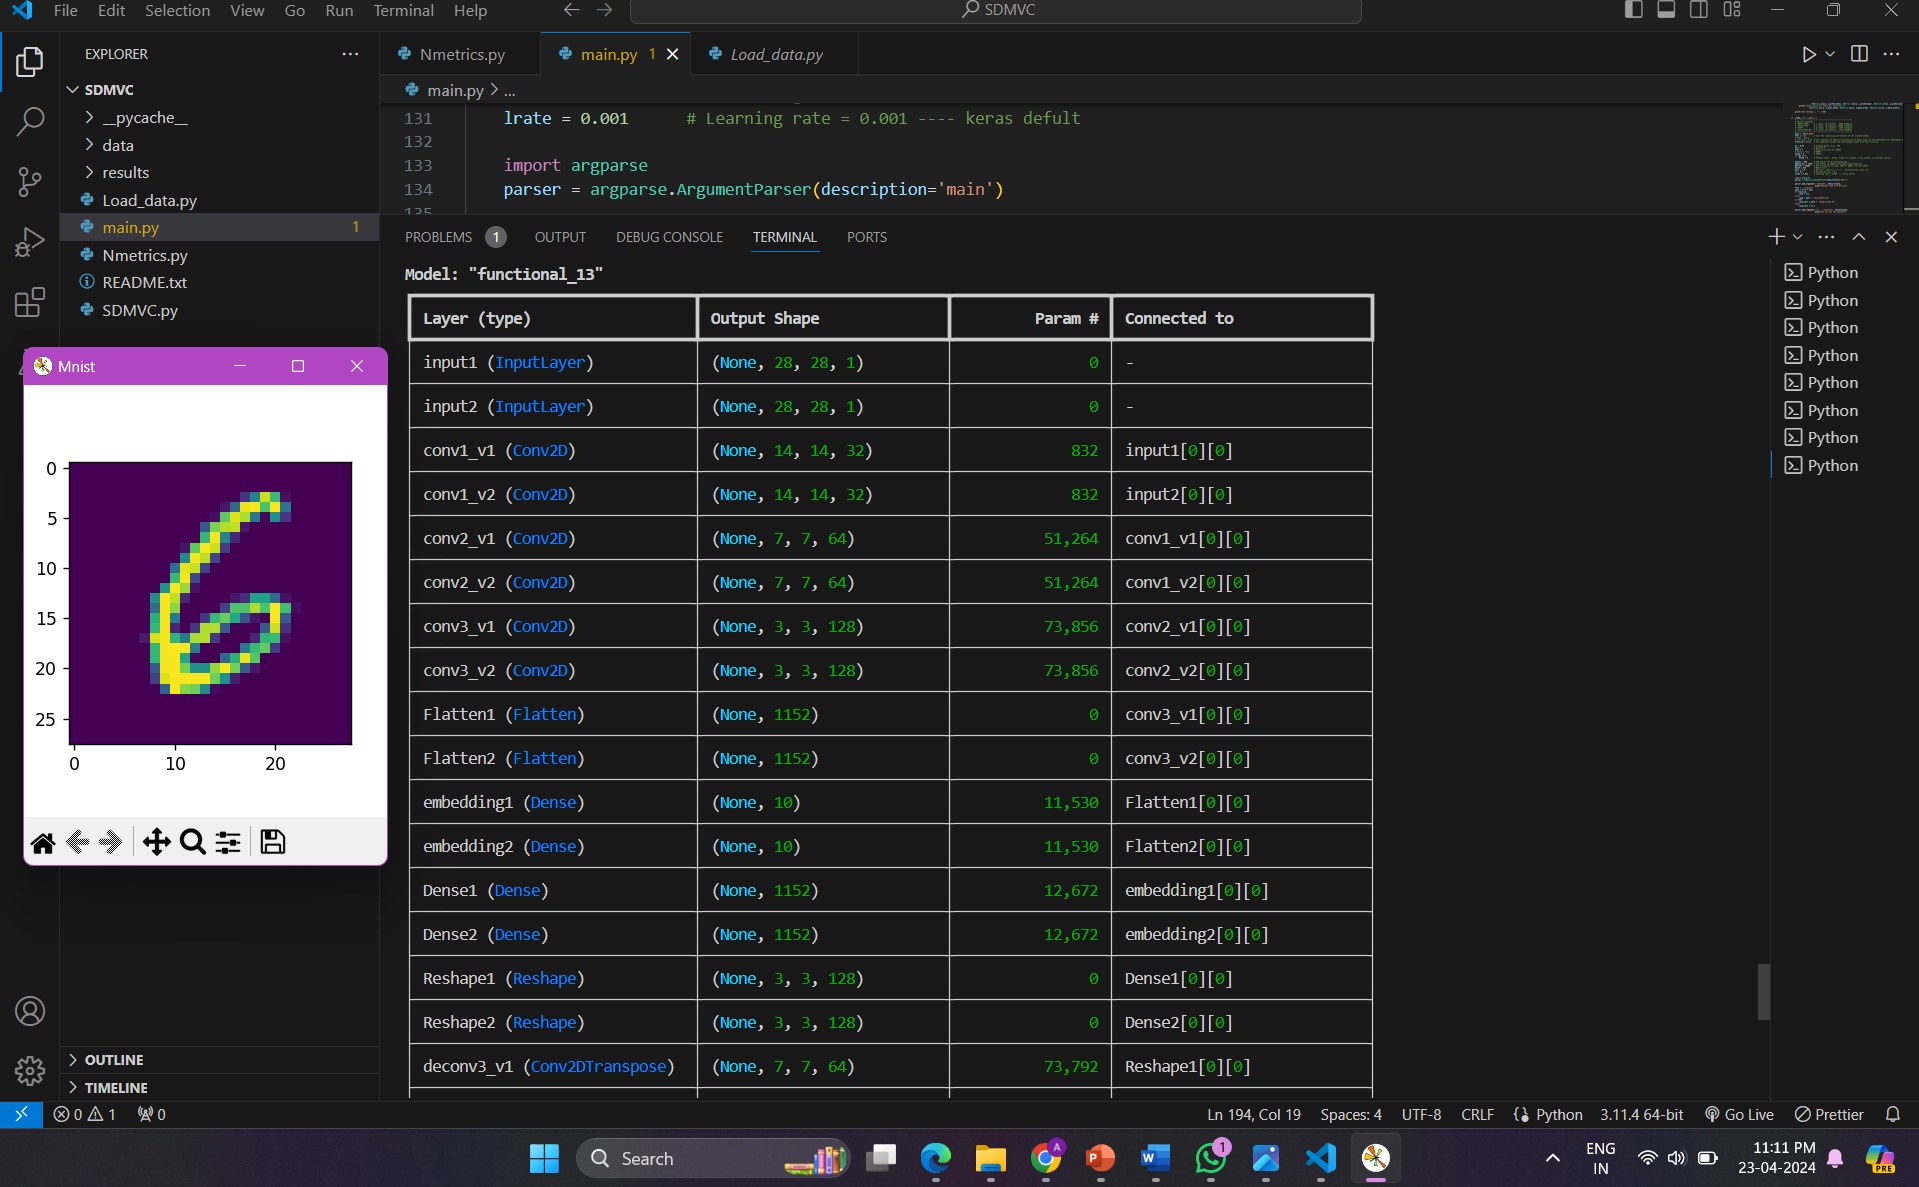 File Edit Selection View Go Run Terminal Help
SDMVC
EXPLORER
SDMVC
__pycache__
data
results
Load_data.py
main.py 1
Nmetrics.py
README.txt
SDMVC.py
Nmetrics.py main.py 1 Load_data.py
main.py > ...
131 lrate = 0.001 # Learning rate = 0.001 ---- keras defult
132
133 import argparse
134 parser = argparse.ArgumentParser(description='main')
135
PROBLEMS 1 OUTPUT DEBUG CONSOLE TERMINAL PORTS
Model: "functional_13"
Layer (type) Output Shape Param # Connected to
input1 (InputLayer) (None, 28, 28, 1) 0 -
input2 (InputLayer) (None, 28, 28, 1) 0 -
conv1_v1 (Conv2D) (None, 14, 14, 32) 832 input1[0][0]
conv1_v2 (Conv2D) (None, 14, 14, 32) 832 input2[0][0]
conv2_v1 (Conv2D) (None, 7, 7, 64) 51,264 conv1_v1[0][0]
conv2_v2 (Conv2D) (None, 7, 7, 64) 51,264 conv1_v2[0][0]
conv3_v1 (Conv2D) (None, 3, 3, 128) 73,856 conv2_v1[0][0]
conv3_v2 (Conv2D) (None, 3, 3, 128) 73,856 conv2_v2[0][0]
Flatten1 (Flatten) (None, 1152) 0 conv3_v1[0][0]
Flatten2 (Flatten) (None, 1152) 0 conv3_v2[0][0]
embedding1 (Dense) (None, 10) 11,530 Flatten1[0][0]
embedding2 (Dense) (None, 10) 11,530 Flatten2[0][0]
Dense1 (Dense) (None, 1152) 12,672 embedding1[0][0]
Dense2 (Dense) (None, 1152) 12,672 embedding2[0][0]
Reshape1 (Reshape) (None, 3, 3, 128) 0 Dense1[0][0]
Reshape2 (Reshape) (None, 3, 3, 128) 0 Dense2[0][0]
deconv3_v1 (Conv2DTranspose) (None, 7, 7, 64) 73,792 Reshape1[0][0]
Python
Python
Python
Python
Python
Python
Python
Python
Mnist
0
5
10
15
20
25
0 10 20
6
OUTLINE
TIMELINE
0 1 0
Ln 194, Col 19 Spaces: 4 UTF-8 CRLF Python 3.11.4 64-bit Go Live Prettier
Search
A
P
W
1
ENG
IN
11:11 PM
23-04-2024
PRE